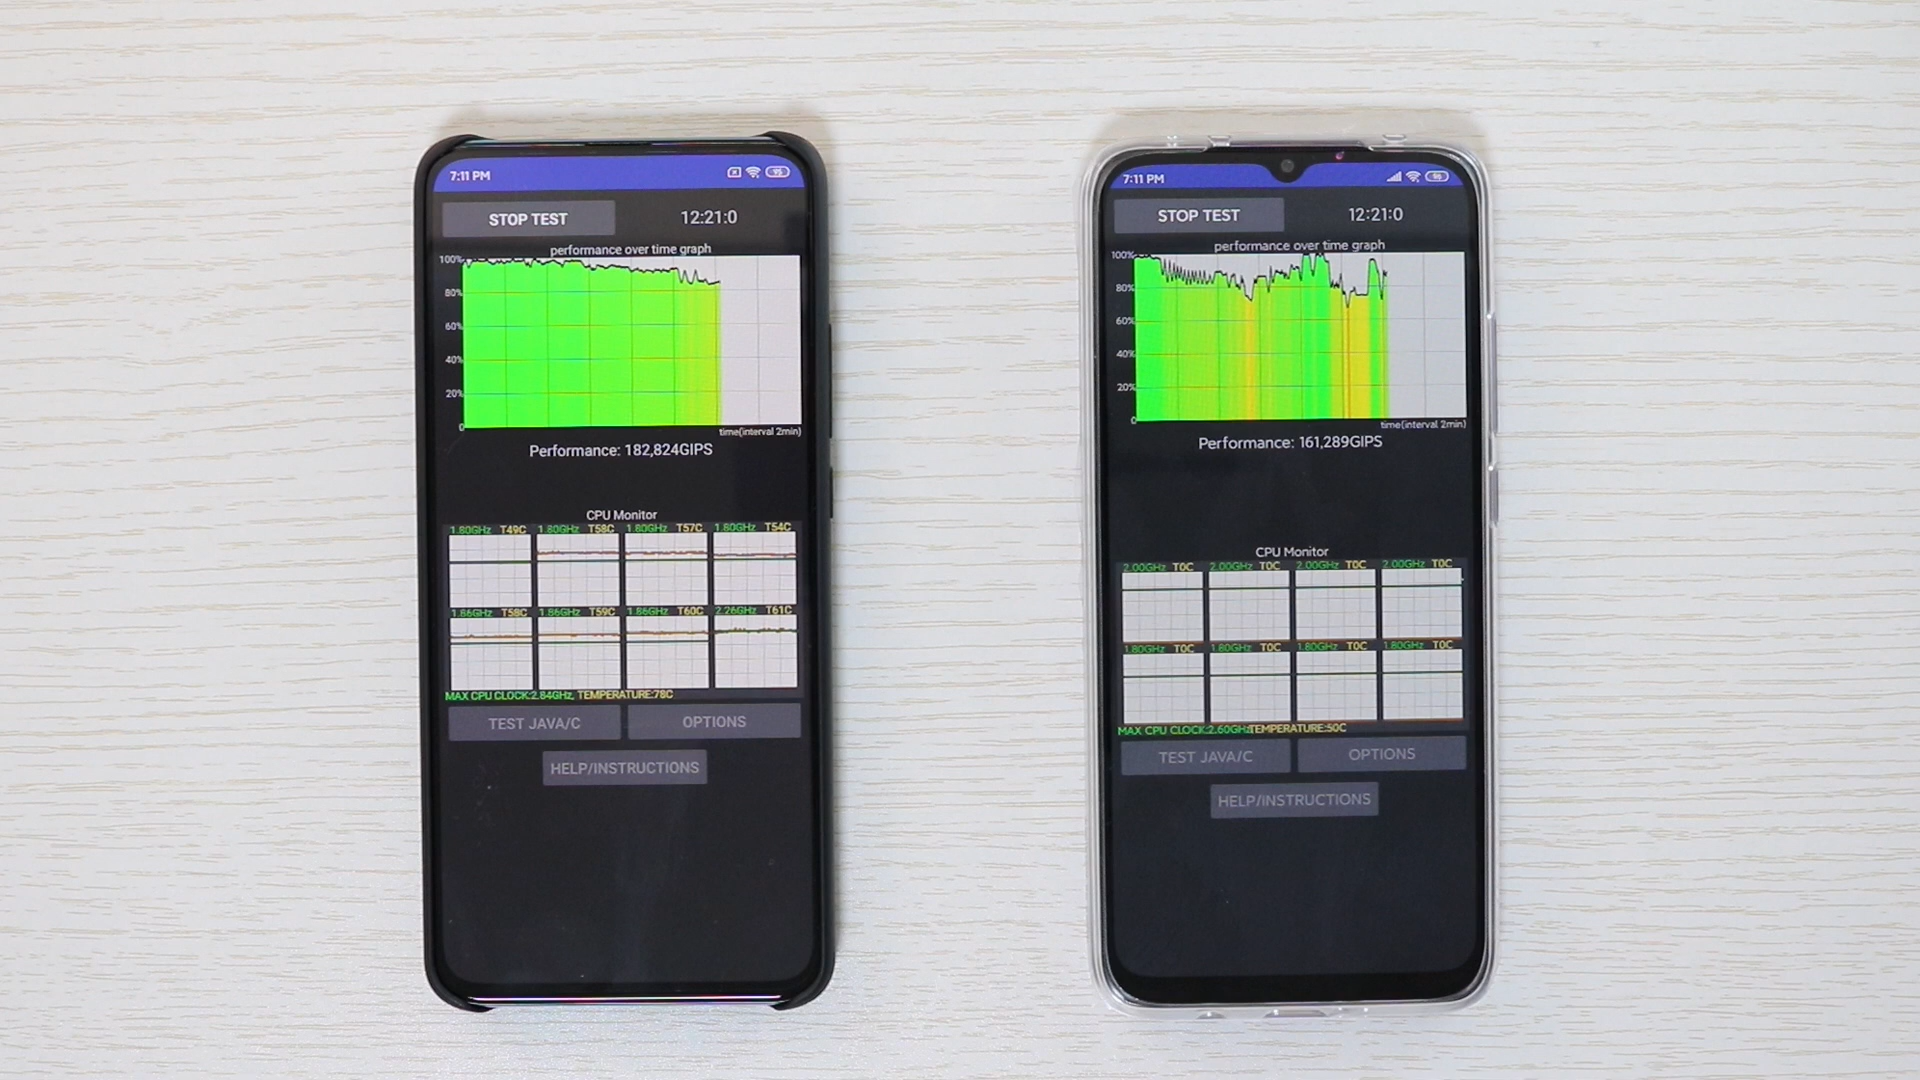 7:11 PM
95
STOP TEST
12:21:0
performance over time graph
100%
80%
60%
40%
20%
0
time(interval 2min)
Performance: 182,824GIPS
CPU Monitor
1.80GHz T49C 1.80GHz T58C 1.80GHz T57C 1.80GHz T54C
1.86GHz T58C 1.86GHz T59C 1.86GHz T60C 2.26GHz T61C
MAX CPU CLOCK:2.84GHz, TEMPERATURE:78C
TEST JAVA/C
OPTIONS
HELP/INSTRUCTIONS
7:11 PM
STOP TEST
12:21:0
performance over time graph
100%
80%
60%
40%
20%
0
time(interval 2min)
Performance: 161,289GIPS
CPU Monitor
2.00GHz T0C 2.00GHz T0C 2.00GHz T0C 2.00GHz T0C
1.80GHz T0C 1.80GHz T0C 1.80GHz T0C 1.80GHz T0C
MAX CPU CLOCK:2.60GHz TEMPERATURE:50C
TEST JAVA/C
OPTIONS
HELP/INSTRUCTIONS